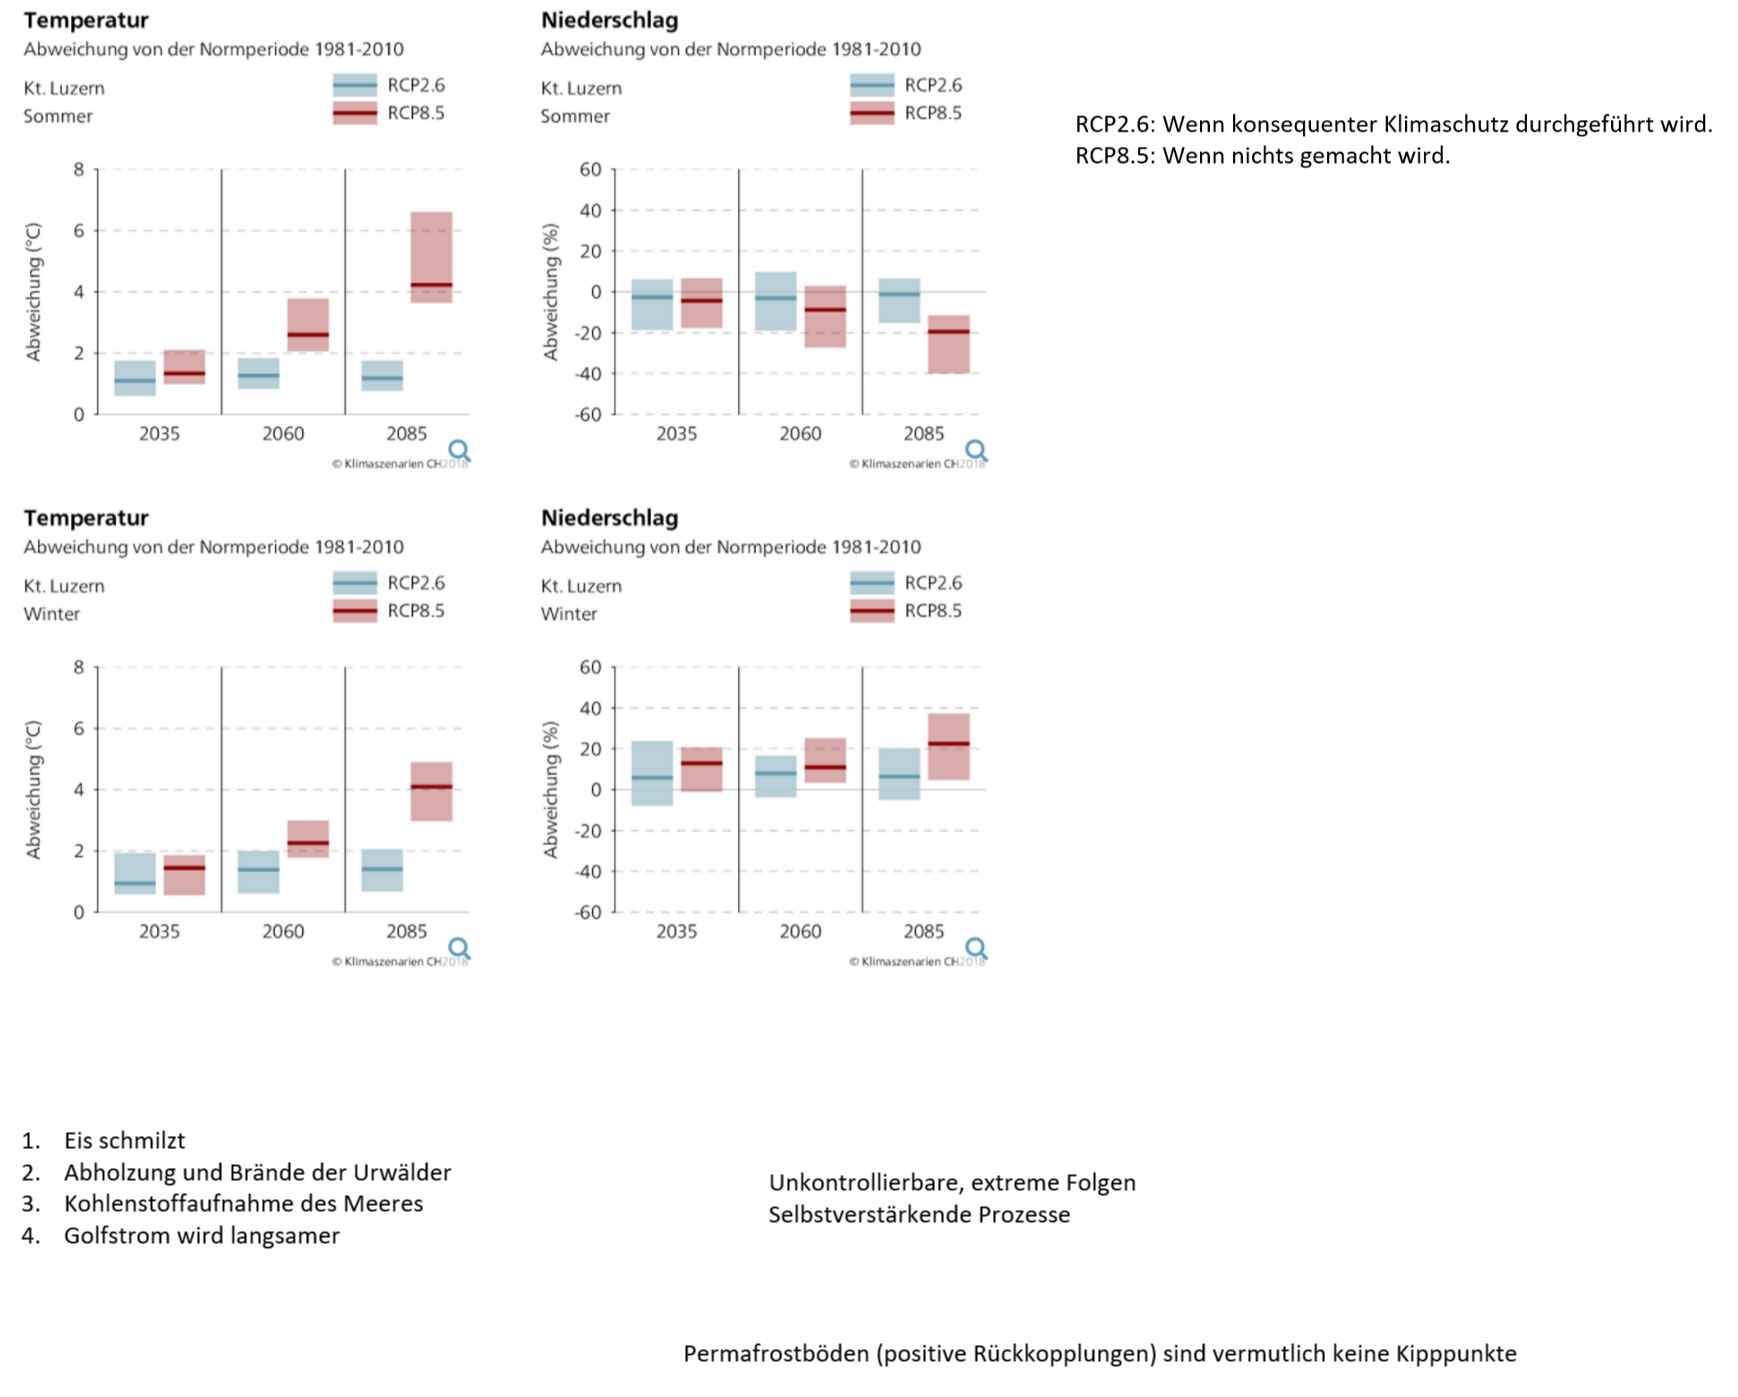 Temperatur
Abweichung von der Normperiode 1981-2010
Kt. Luzern
Sommer
RCP2.6
RCP8.5
Abweichung (°C)
8
6
4
2
0
2035
2060
2085
© Klimaszenarien CH2018
Niederschlag
Abweichung von der Normperiode 1981-2010
Kt. Luzern
Sommer
RCP2.6
RCP8.5
Abweichung (%)
60
40
20
0
-20
-40
-60
2035
2060
2085
© Klimaszenarien CH2018
RCP2.6: Wenn konsequenter Klimaschutz durchgeführt wird.
RCP8.5: Wenn nichts gemacht wird.
Temperatur
Abweichung von der Normperiode 1981-2010
Kt. Luzern
Winter
RCP2.6
RCP8.5
Abweichung (°C)
8
6
4
2
0
2035
2060
2085
© Klimaszenarien CH2018
Niederschlag
Abweichung von der Normperiode 1981-2010
Kt. Luzern
Winter
RCP2.6
RCP8.5
Abweichung (%)
60
40
20
0
-20
-40
-60
2035
2060
2085
© Klimaszenarien CH2018
1. Eis schmilzt
2. Abholzung und Brände der Urwälder
3. Kohlenstoffaufnahme des Meeres
4. Golfstrom wird langsamer
Unkontrollierbare, extreme Folgen
Selbstverstärkende Prozesse
Permafrostböden (positive Rückkopplungen) sind vermutlich keine Kipppunkte